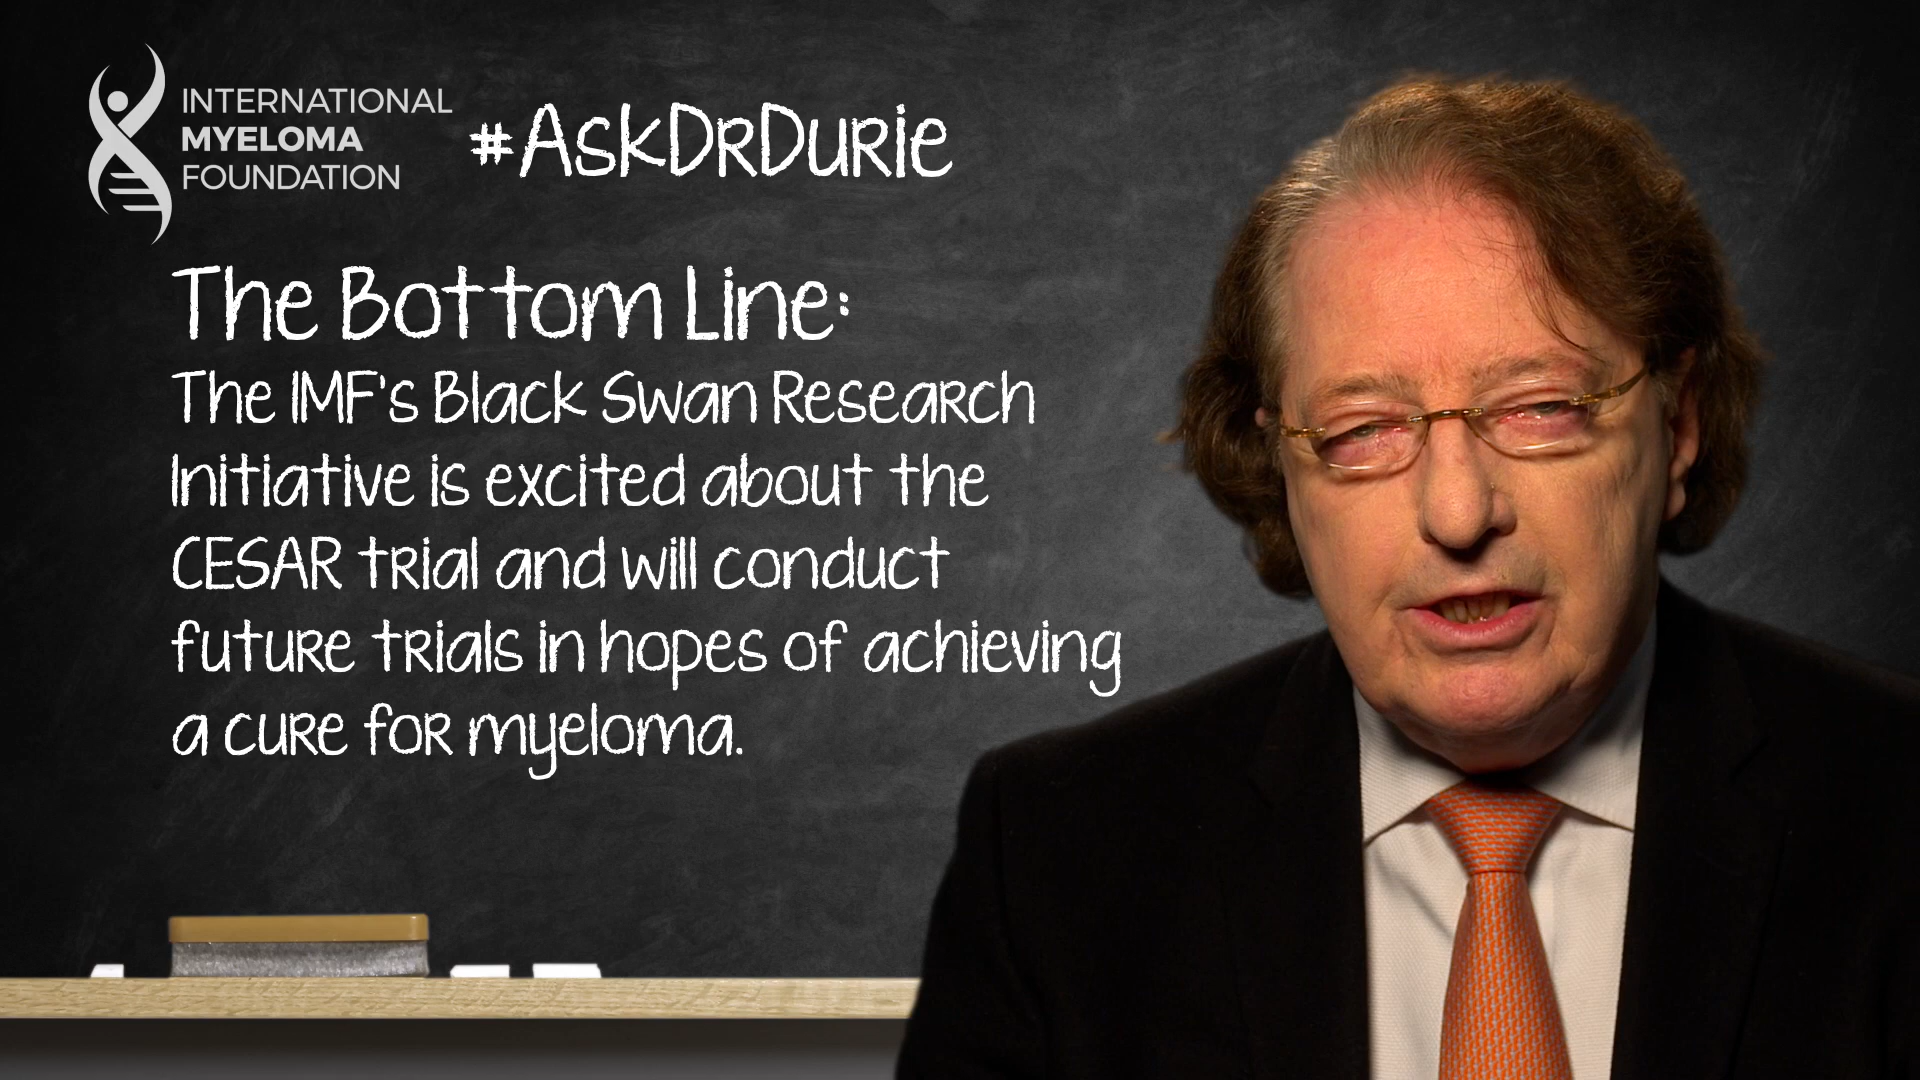 INTERNATIONAL
MYELOMA
FOUNDATION
#AskDrDurie
The Bottom Line:
The IMF's Black Swan Research
Initiative is excited about the
CESAR trial and will conduct
future trials in hopes of achieving
a cure for myeloma.